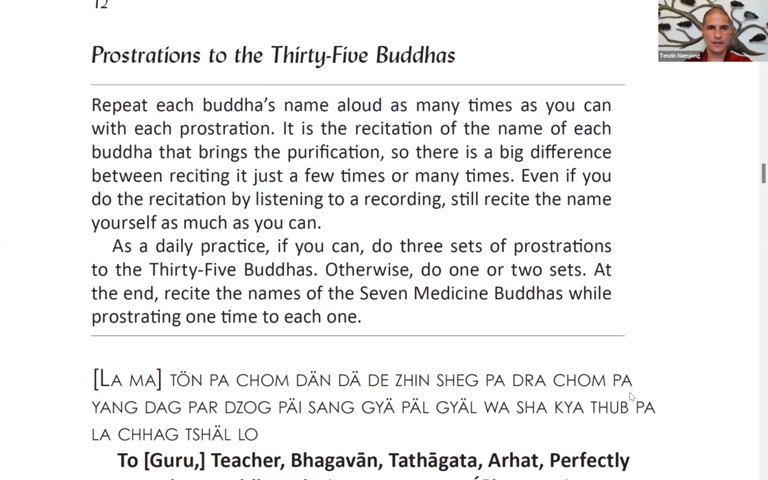 12
Prostrations to the Thirty-Five Buddhas
Tenzin Namjong
Repeat each buddha's name aloud as many times as you can
with each prostration. It is the recitation of the name of each
buddha that brings the purification, so there is a big difference
between reciting it just a few times or many times. Even if you
do the recitation by listening to a recording, still recite the name
yourself as much as you can.
As a daily practice, if you can, do three sets of prostrations
to the Thirty-Five Buddhas. Otherwise, do one or two sets. At
the end, recite the names of the Seven Medicine Buddhas while
prostrating one time to each one.
[LA MA] TÖN PA CHOM DÄN DÄ DE ZHIN SHEG PA DRA CHOM PA
YANG DAG PAR DZOG PÄI SANG GYÄ PÄL GYÄL WA SHA KYA THUB PA
LA CHHAG TSHÄL LO
To [Guru,] Teacher, Bhagavān, Tathāgata, Arhat, Perfectly